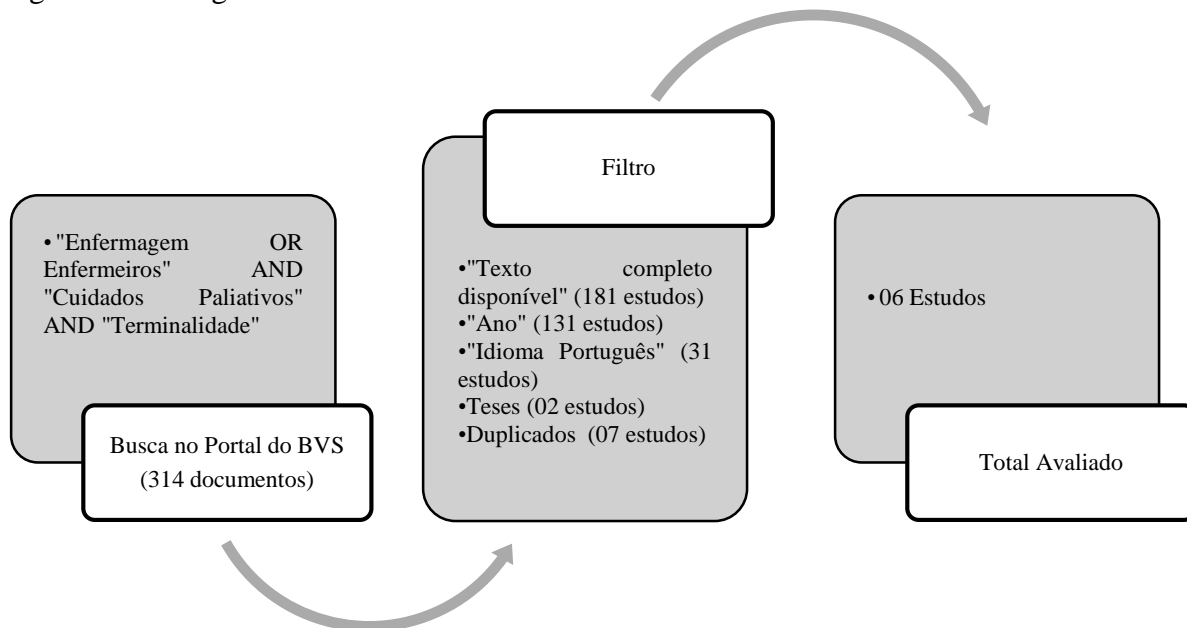 • "Enfermagem OR
Enfermeiros" AND
"Cuidados Paliativos"
AND "Terminalidade"
Busca no Portal do BVS
(314 documentos)
Filtro
•"Texto completo
disponível" (181 estudos)
•"Ano" (131 estudos)
•"Idioma Português" (31
estudos)
•Teses (02 estudos)
•Duplicados (07 estudos)
• 06 Estudos
Total Avaliado